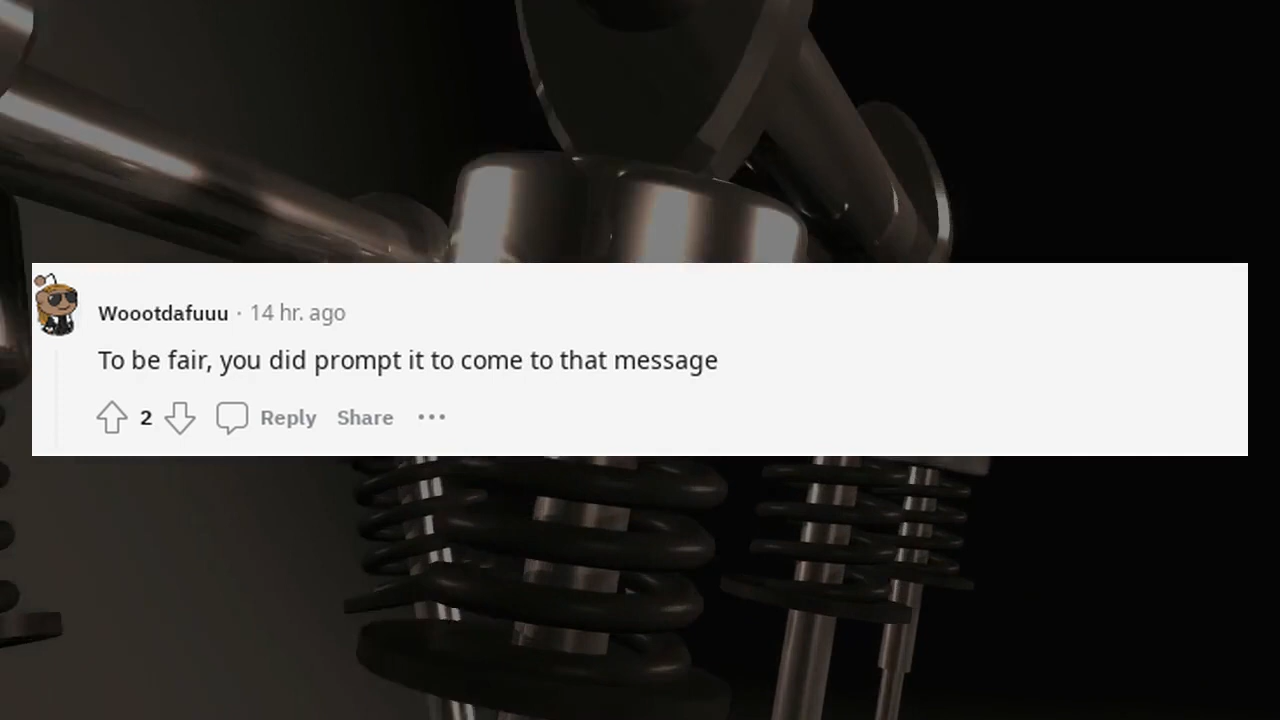 Woootdafuuu · 14 hr. ago
To be fair, you did prompt it to come to that message
2 Reply Share •••